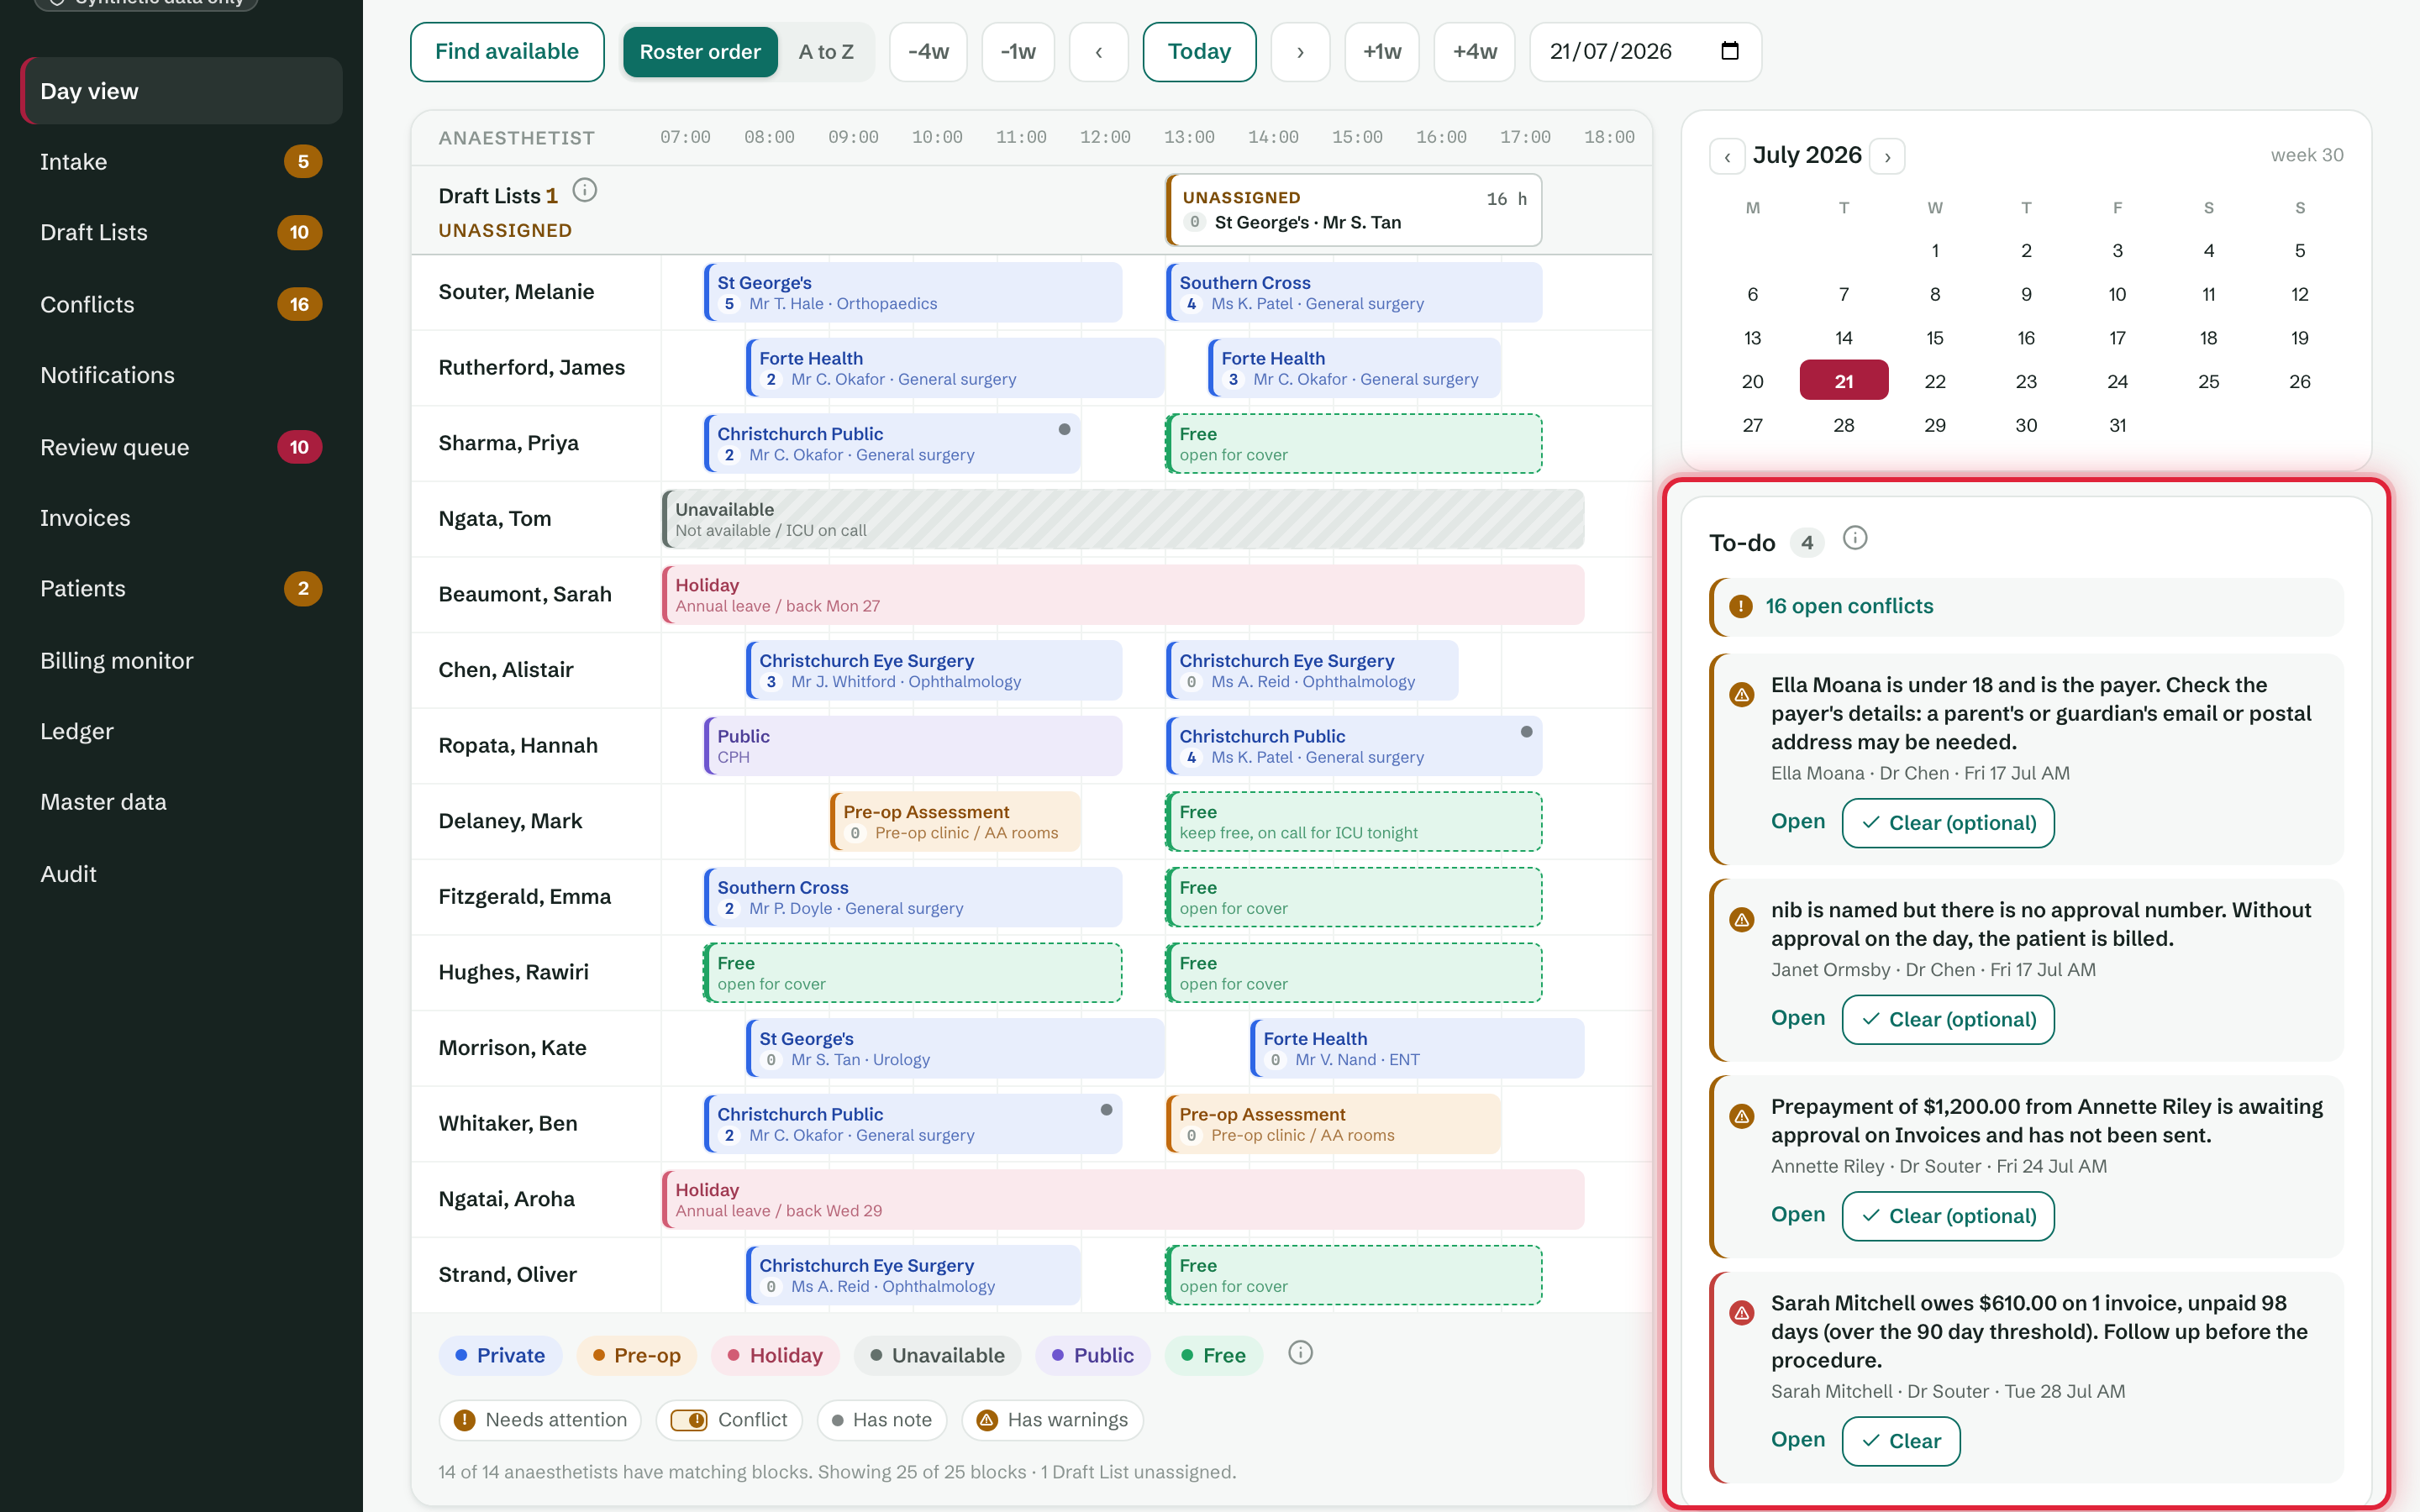 Synthetic data only
Day view
Intake 5
Draft Lists 10
Conflicts 16
Notifications
Review queue 10
Invoices
Patients 2
Billing monitor
Ledger
Master data
Audit
Find available Roster order A to Z -4w -1w ‹ Today › +1w +4w 21/07/2026
ANAESTHETIST 07:00 08:00 09:00 10:00 11:00 12:00 13:00 14:00 15:00 16:00 17:00 18:00
Draft Lists 1
UNASSIGNED
UNASSIGNED 16 h
0 St George's · Mr S. Tan
Souter, Melanie
St George's
5 Mr T. Hale · Orthopaedics
Southern Cross
4 Ms K. Patel · General surgery
Rutherford, James
Forte Health
2 Mr C. Okafor · General surgery
Forte Health
3 Mr C. Okafor · General surgery
Sharma, Priya
Christchurch Public
2 Mr C. Okafor · General surgery
Free
open for cover
Ngata, Tom
Unavailable
Not available / ICU on call
Beaumont, Sarah
Holiday
Annual leave / back Mon 27
Chen, Alistair
Christchurch Eye Surgery
3 Mr J. Whitford · Ophthalmology
Christchurch Eye Surgery
0 Ms A. Reid · Ophthalmology
Ropata, Hannah
Public
CPH
Christchurch Public
4 Ms K. Patel · General surgery
Delaney, Mark
Pre-op Assessment
0 Pre-op clinic / AA rooms
Free
keep free, on call for ICU tonight
Fitzgerald, Emma
Southern Cross
2 Mr P. Doyle · General surgery
Free
open for cover
Hughes, Rawiri
Free
open for cover
Free
open for cover
Morrison, Kate
St George's
0 Mr S. Tan · Urology
Forte Health
0 Mr V. Nand · ENT
Whitaker, Ben
Christchurch Public
2 Mr C. Okafor · General surgery
Pre-op Assessment
0 Pre-op clinic / AA rooms
Ngatai, Aroha
Holiday
Annual leave / back Wed 29
Strand, Oliver
Christchurch Eye Surgery
0 Ms A. Reid · Ophthalmology
Free
open for cover
Private Pre-op Holiday Unavailable Public Free
Needs attention Conflict Has note Has warnings
14 of 14 anaesthetists have matching blocks. Showing 25 of 25 blocks · 1 Draft List unassigned.
‹ July 2026 › week 30
M T W T F S S
1 2 3 4 5
6 7 8 9 10 11 12
13 14 15 16 17 18 19
20 21 22 23 24 25 26
27 28 29 30 31
To-do 4
16 open conflicts
Ella Moana is under 18 and is the payer. Check the
payer's details: a parent's or guardian's email or postal
address may be needed.
Ella Moana · Dr Chen · Fri 17 Jul AM
Open Clear (optional)
nib is named but there is no approval number. Without
approval on the day, the patient is billed.
Janet Ormsby · Dr Chen · Fri 17 Jul AM
Open Clear (optional)
Prepayment of $1,200.00 from Annette Riley is awaiting
approval on Invoices and has not been sent.
Annette Riley · Dr Souter · Fri 24 Jul AM
Open Clear (optional)
Sarah Mitchell owes $610.00 on 1 invoice, unpaid 98
days (over the 90 day threshold). Follow up before the
procedure.
Sarah Mitchell · Dr Souter · Tue 28 Jul AM
Open Clear